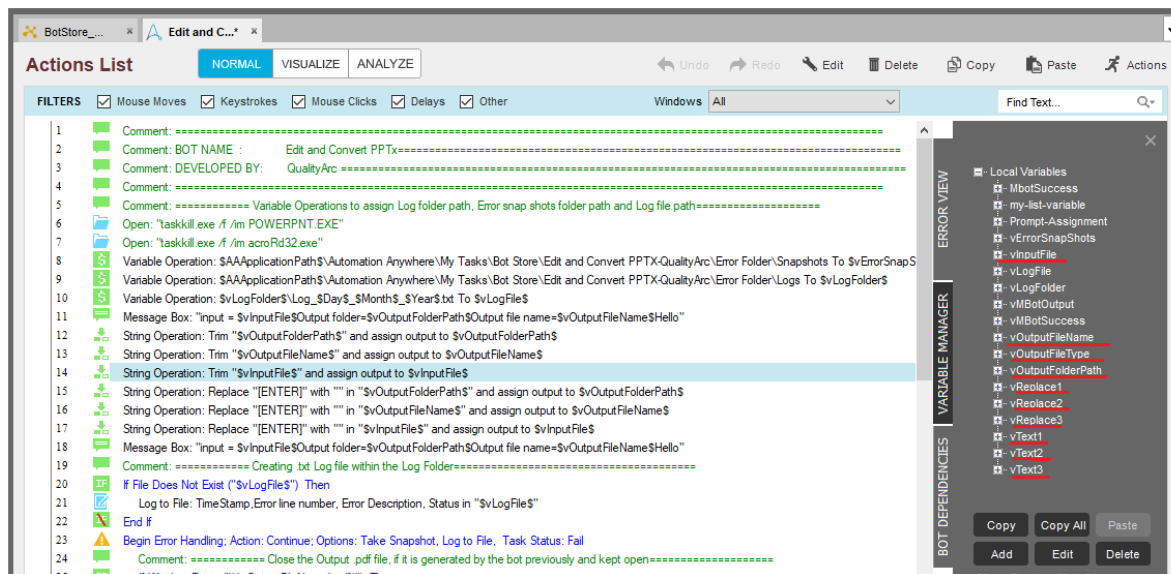 BotStore_... × Edit and C...* ×
Actions List NORMAL VISUALIZE ANALYZE Undo Redo Edit Delete Copy Paste Actions
FILTERS Mouse Moves Keystrokes Mouse Clicks Delays Other Windows All Find Text...
1 Comment: ====================================================================================================
2 Comment: BOT NAME : Edit and Convert PPTx========================================================================
3 Comment: DEVELOPED BY: QualityArc ================================================================================
4 Comment: ====================================================================================================
5 Comment: ============ Variable Operations to assign Log folder path, Error snap shots folder path and Log file path====================
6 Open: "taskkill.exe /f /im POWERPNT.EXE"
7 Open: "taskkill.exe /f /im acroRd32.exe"
8 Variable Operation: $AAApplicationPath$\Automation Anywhere\My Tasks\Bot Store\Edit and Convert PPTX-QualityArc\Error Folder\Snapshots To $vErrorSnapS
9 Variable Operation: $AAApplicationPath$\Automation Anywhere\My Tasks\Bot Store\Edit and Convert PPTX-QualityArc\Error Folder\Logs To $vLogFolder$
10 Variable Operation: $vLogFolder$\Log_$Day$_$Month$_$Year$.txt To $vLogFile$
11 Message Box: "input = $vInputFile$Output folder=$vOutputFolderPath$Output file name=$vOutputFileName$Hello"
12 String Operation: Trim "$vOutputFolderPath$" and assign output to $vOutputFolderPath$
13 String Operation: Trim "$vOutputFileName$" and assign output to $vOutputFileName$
14 String Operation: Trim "$vInputFile$" and assign output to $vInputFile$
15 String Operation: Replace "[ENTER]" with "" in "$vOutputFolderPath$" and assign output to $vOutputFolderPath$
16 String Operation: Replace "[ENTER]" with "" in "$vOutputFileName$" and assign output to $vOutputFileName$
17 String Operation: Replace "[ENTER]" with "" in "$vInputFile$" and assign output to $vInputFile$
18 Message Box: "input = $vInputFile$Output folder=$vOutputFolderPath$Output file name=$vOutputFileName$Hello"
19 Comment: ============ Creating .txt Log file within the Log Folder=======================================
20 IF If File Does Not Exist ("$vLogFile$") Then
21 Log to File: TimeStamp,Error line number, Error Description, Status in "$vLogFile$"
22 End If
23 Begin Error Handling; Action: Continue; Options: Take Snapshot, Log to File, Task Status: Fail
24 Comment: ============ Close the Output .pdf file, if it is generated by the bot previously and kept open====================
ERROR VIEW
VARIABLE MANAGER
BOT DEPENDENCIES
Local Variables
MbotSuccess
my-list-variable
Prompt-Assignment
vErrorSnapShots
vInputFile
vLogFile
vLogFolder
vMBotOutput
vMBotSuccess
vOutputFileName
vOutputFileType
vOutputFolderPath
vReplace1
vReplace2
vReplace3
vText1
vText2
vText3
Copy Copy All Paste
Add Edit Delete